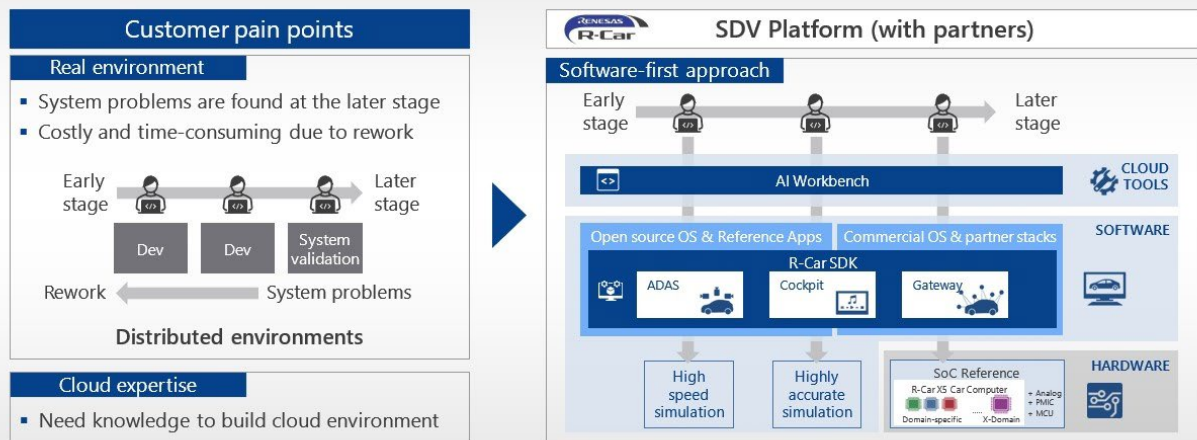 Customer pain points
Real environment
▪ System problems are found at the later stage
▪ Costly and time-consuming due to rework
Early
stage
Later
stage
Dev
Dev
System
validation
Rework
System problems
Distributed environments
Cloud expertise
▪ Need knowledge to build cloud environment
RENESAS
R-Car
SDV Platform (with partners)
Software-first approach
Early
stage
Later
stage
AI Workbench
CLOUD
TOOLS
SOFTWARE
Open source OS & Reference Apps
Commercial OS & partner stacks
R-Car SDK
ADAS
Cockpit
Gateway
High
speed
simulation
Highly
accurate
simulation
HARDWARE
SoC Reference
R-Car X5 Car Computer
Domain-specific
.....
X-Domain
+ Analog
+ PMIC
+ MCU